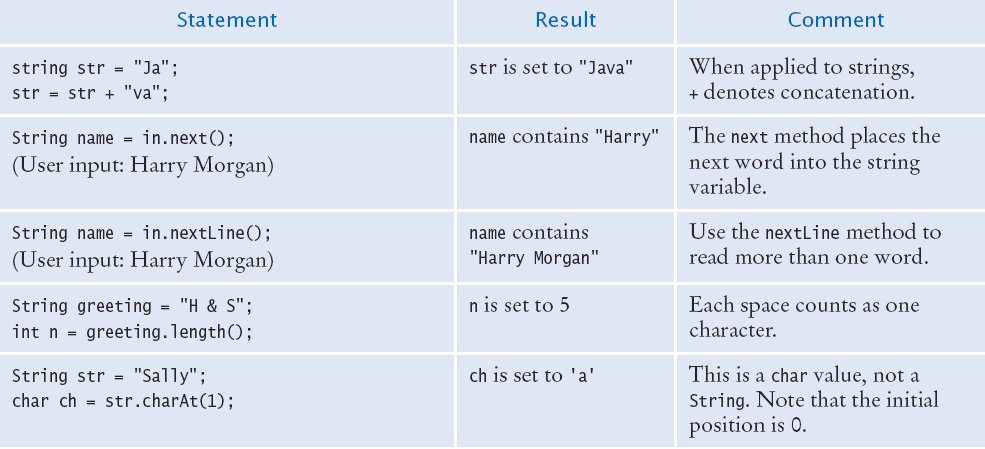 Statement Result Comment
string str = "Ja";
str = str + "va";
str is set to "Java"
When applied to strings,
+ denotes concatenation.
String name = in.next();
(User input: Harry Morgan)
name contains "Harry"
The next method places the
next word into the string
variable.
String name = in.nextLine();
(User input: Harry Morgan)
name contains
"Harry Morgan"
Use the nextLine method to
read more than one word.
String greeting = "H & S";
int n = greeting.length();
n is set to 5
Each space counts as one
character.
String str = "Sally";
char ch = str.charAt(1);
ch is set to 'a'
This is a char value, not a
String. Note that the initial
position is 0.